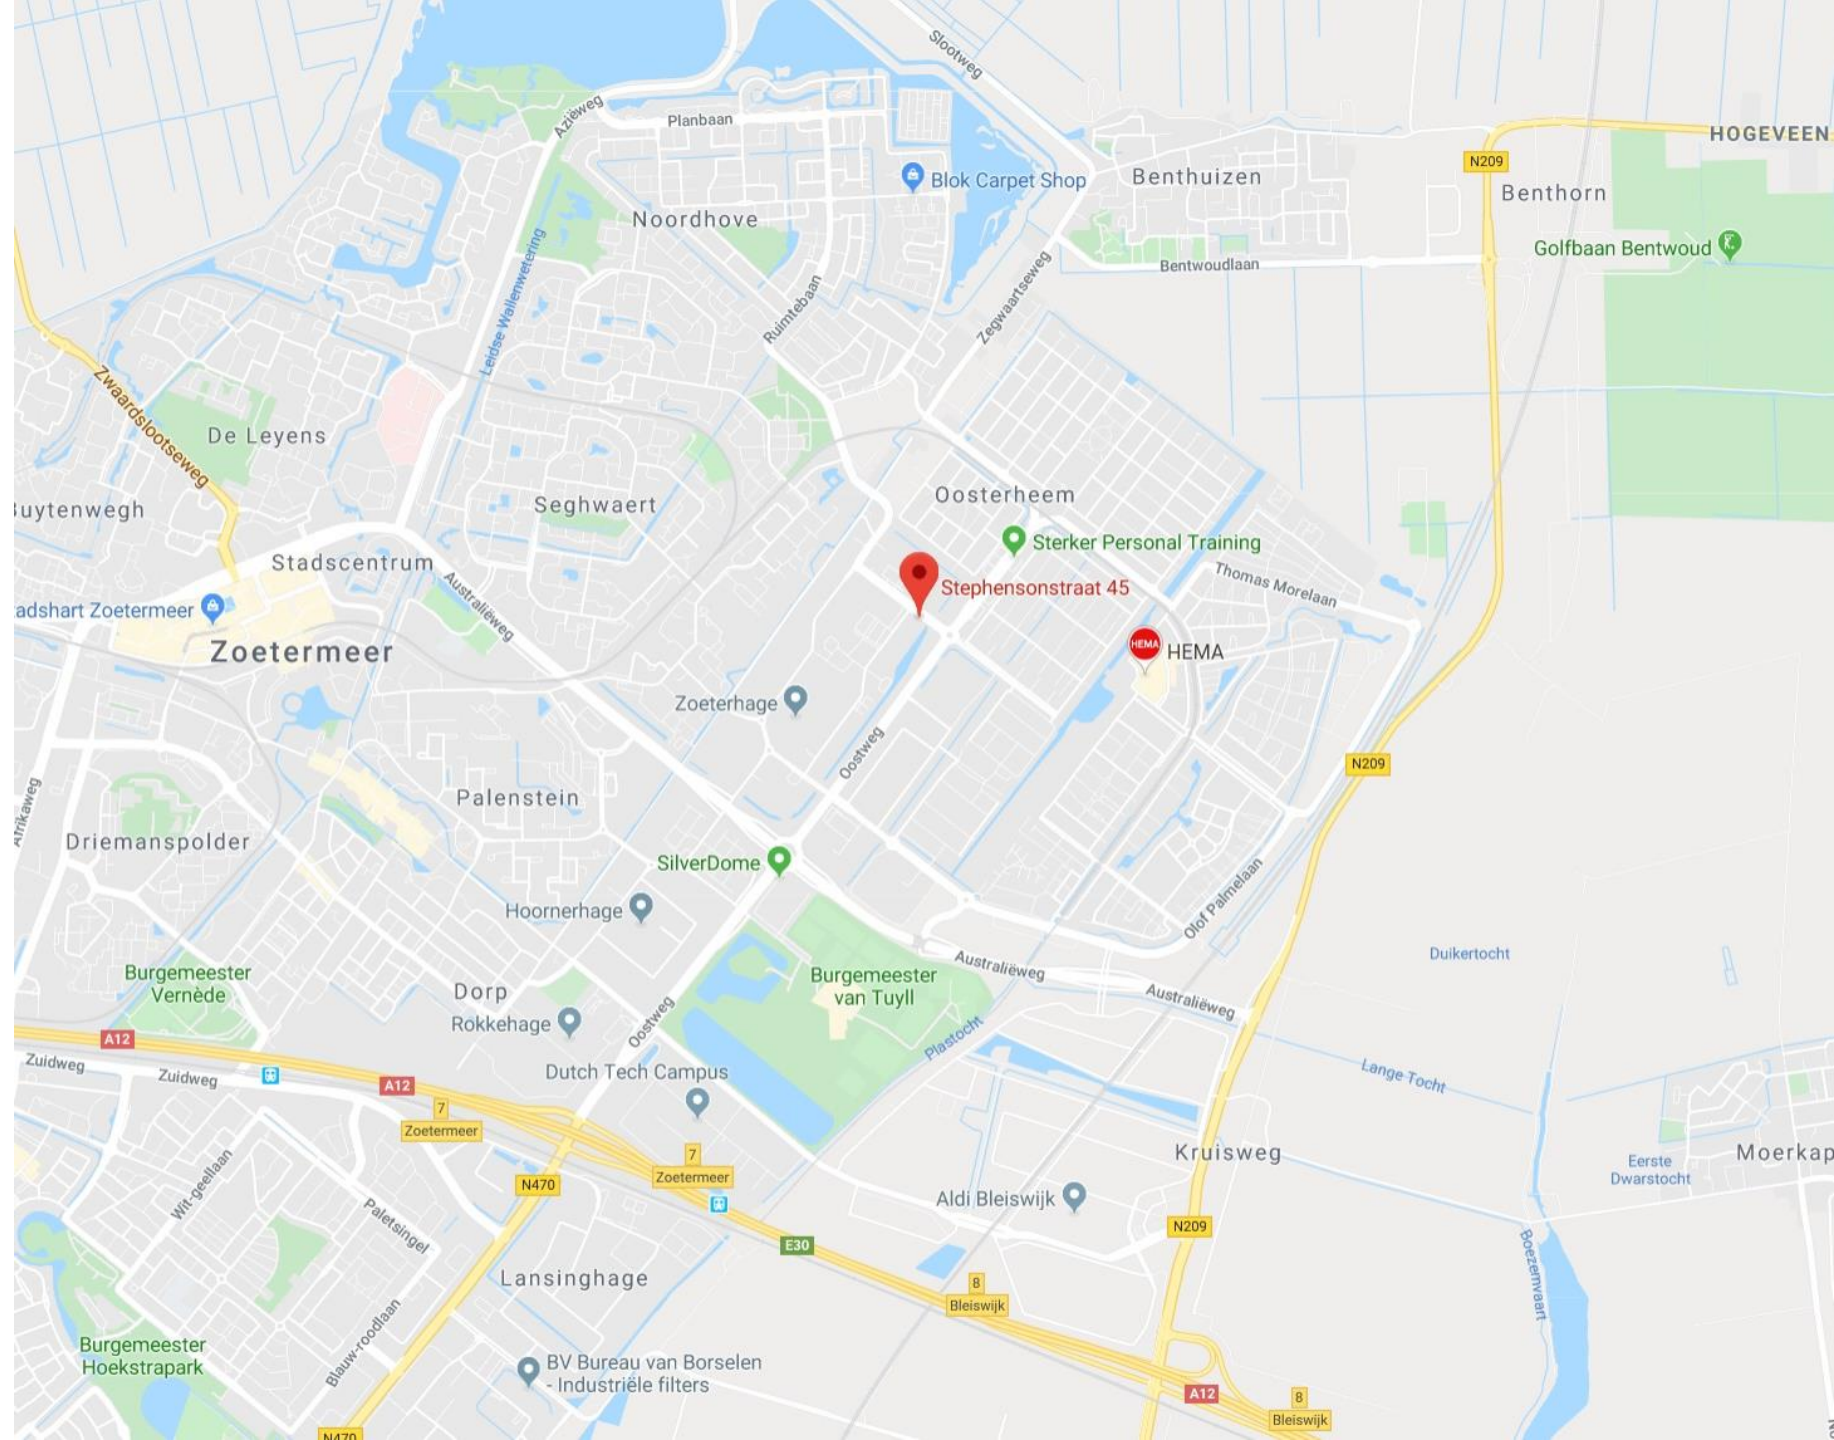 Slootweg
Aziëweg
Planbaan
HOGEVEEN
N209
Blok Carpet Shop
Benthuizen
Benthorn
Noordhove
Golfbaan Bentwoud
Bentwoudlaan
Leidse Wallenwetering
Ruimtebaan
Zegwaartseweg
Zwaardslootseweg
De Leyens
Seghwaert
Oosterheem
uytenwegh
Sterker Personal Training
Stadscentrum
Thomas Morelaan
Australiëweg
Stephensonstraat 45
adshart Zoetermeer
Zoetermeer
HEMA
HEMA
Zoeterhage
Oostweg
N209
Palenstein
Afrikaweg
Driemanspolder
SilverDome
Olof Palmelaan
Hoornerhage
Duikertocht
Australiëweg
Burgemeester
Vernède
Burgemeester
van Tuyll
Dorp
Australiëweg
Rokkehage
Oostweg
Plastocht
A12
Zuidweg
Zuidweg
A12
Dutch Tech Campus
Lange Tocht
7
Zoetermeer
7
Zoetermeer
Kruisweg
Moerkap
Eerste
Dwarstocht
N470
Wit-geellaan
Paletsingel
Aldi Bleiswijk
N209
E30
Boezemvaart
Lansinghage
8
Bleiswijk
Blauw-roodlaan
Burgemeester
Hoekstrapark
BV Bureau van Borselen
- Industriële filters
A12
8
Bleiswijk
N470